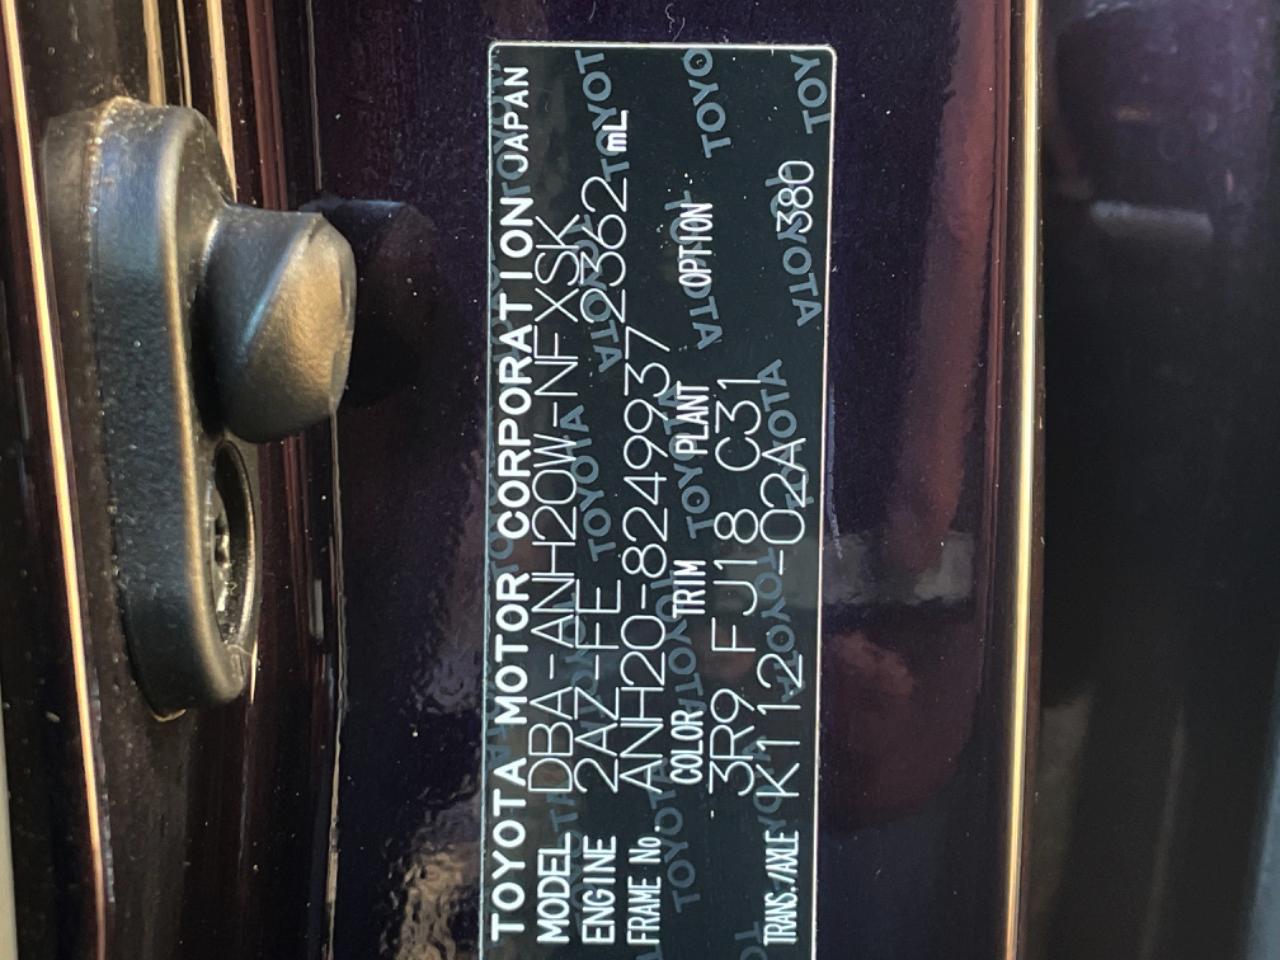 TOYOTA MOTOR CORPORATION JAPAN
MODEL DBA-ANH20W-NFXSK
ENGINE 2AZ-FE 2362 mL
FRAME No. ANH20-8249937
COLOR TRIM PLANT OPTION
3R9 FJ18 C31
TRANS./AXLE K112-02A 380